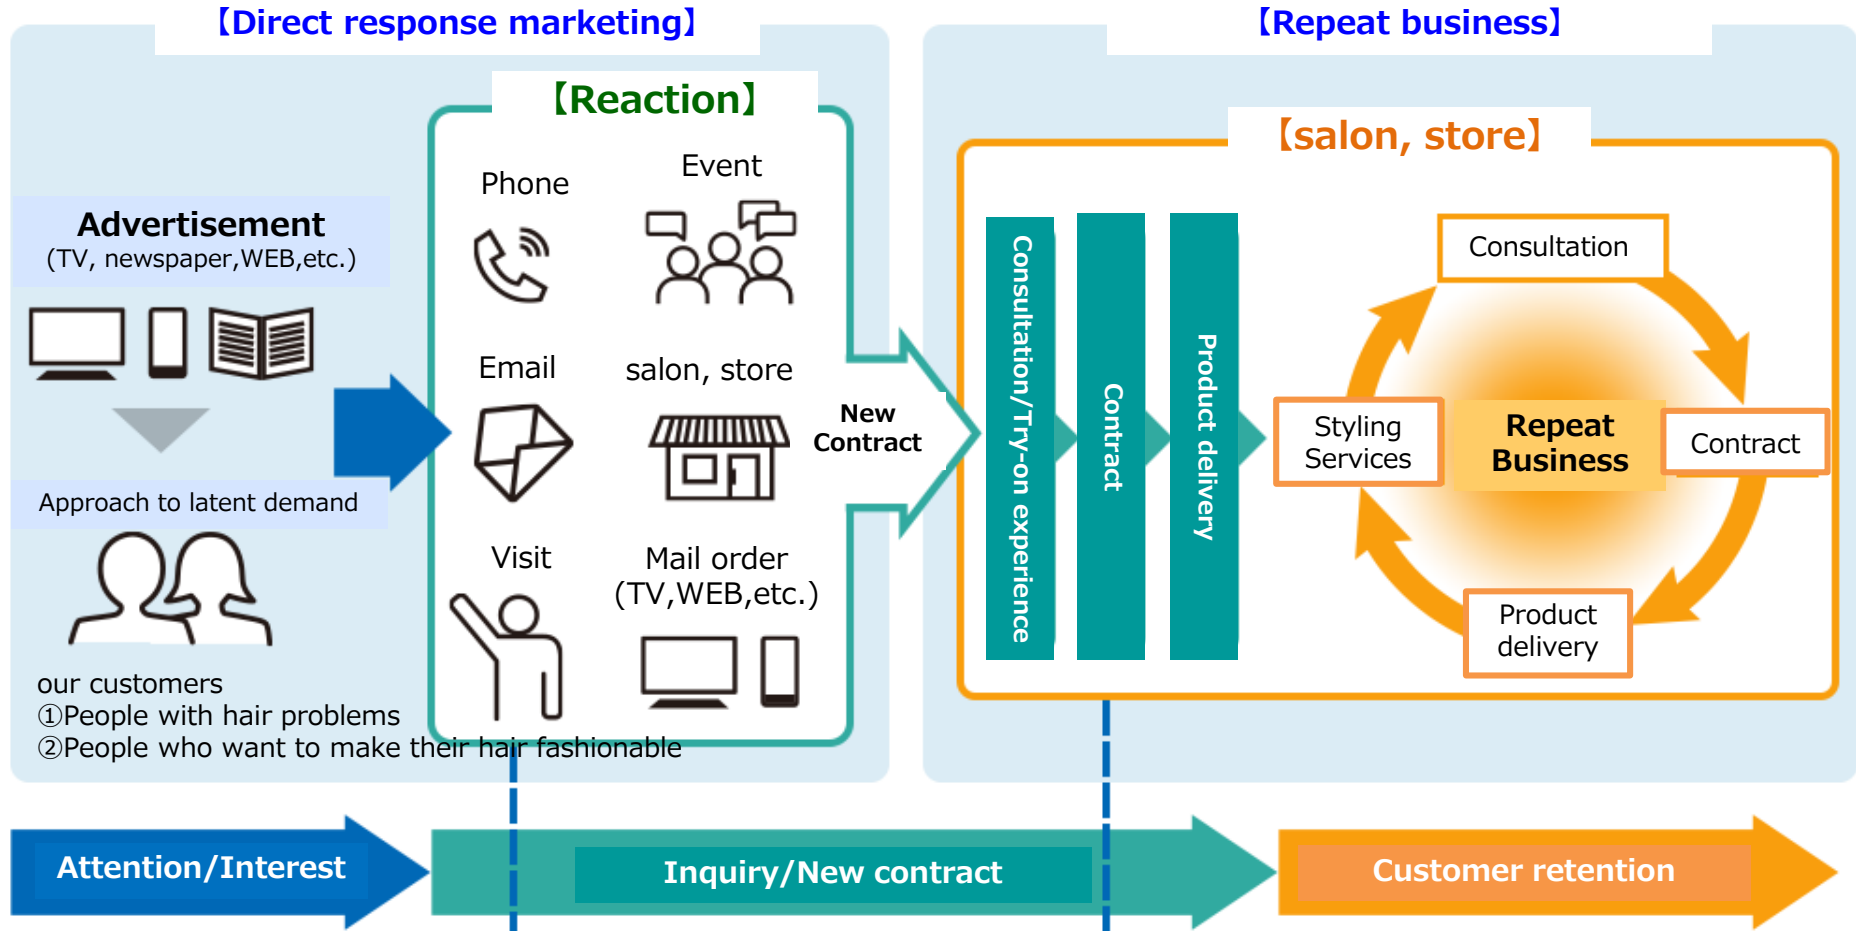 【Direct response marketing】
【Reaction】
Advertisement
(TV, newspaper,WEB,etc.)
Approach to latent demand
our customers
①People with hair problems
②People who want to make their hair fashionable
Phone
Event
Email
salon, store
Visit
Mail order
(TV,WEB,etc.)
New
Contract
【Repeat business】
【salon, store】
Consultation/Try-on experience
Contract
Product delivery
Consultation
Contract
Product
delivery
Styling
Services
Repeat
Business
Attention/Interest
Inquiry/New contract
Customer retention